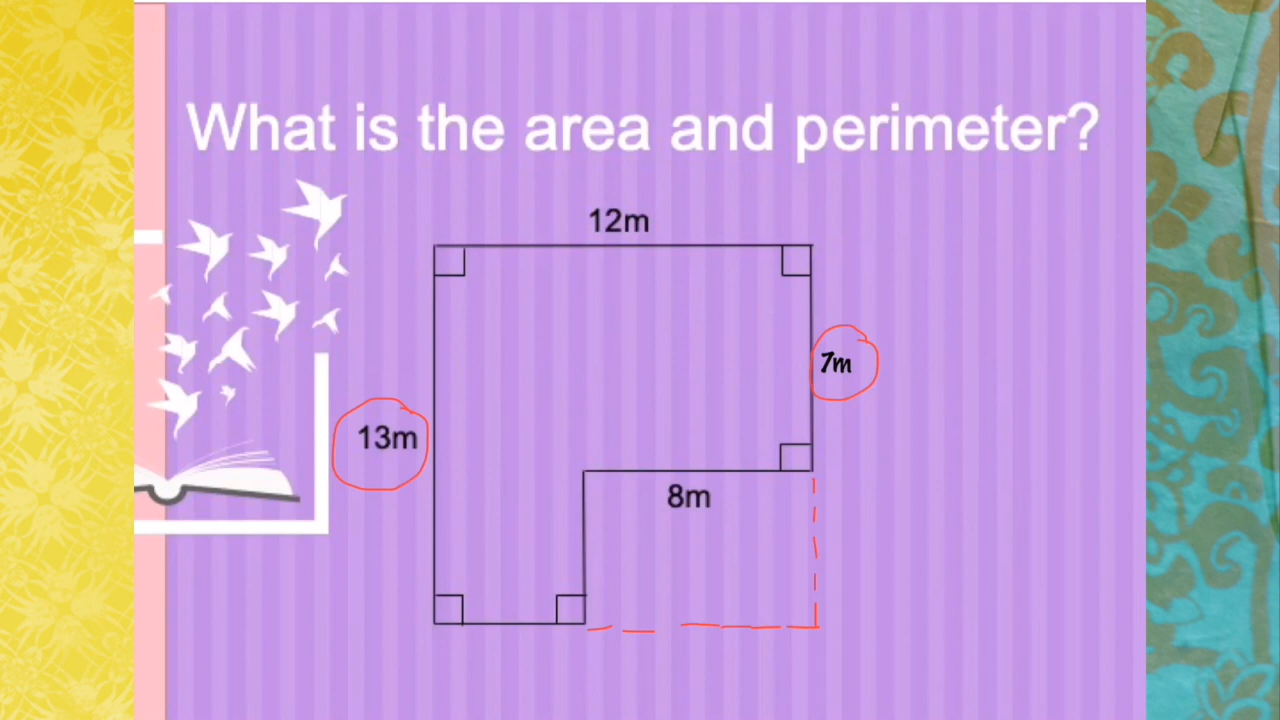 What is the area and perimeter?
12m
7m
13m
8m